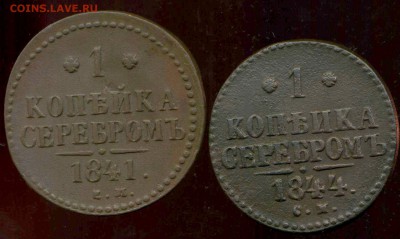 COINS.LAVE.RU
1
КОПѢЙКА
СЕРЕБРОМЪ
1841.
Е.М.
1
КОПѢЙКА
СЕРЕБРОМЪ
1844.
С.М.